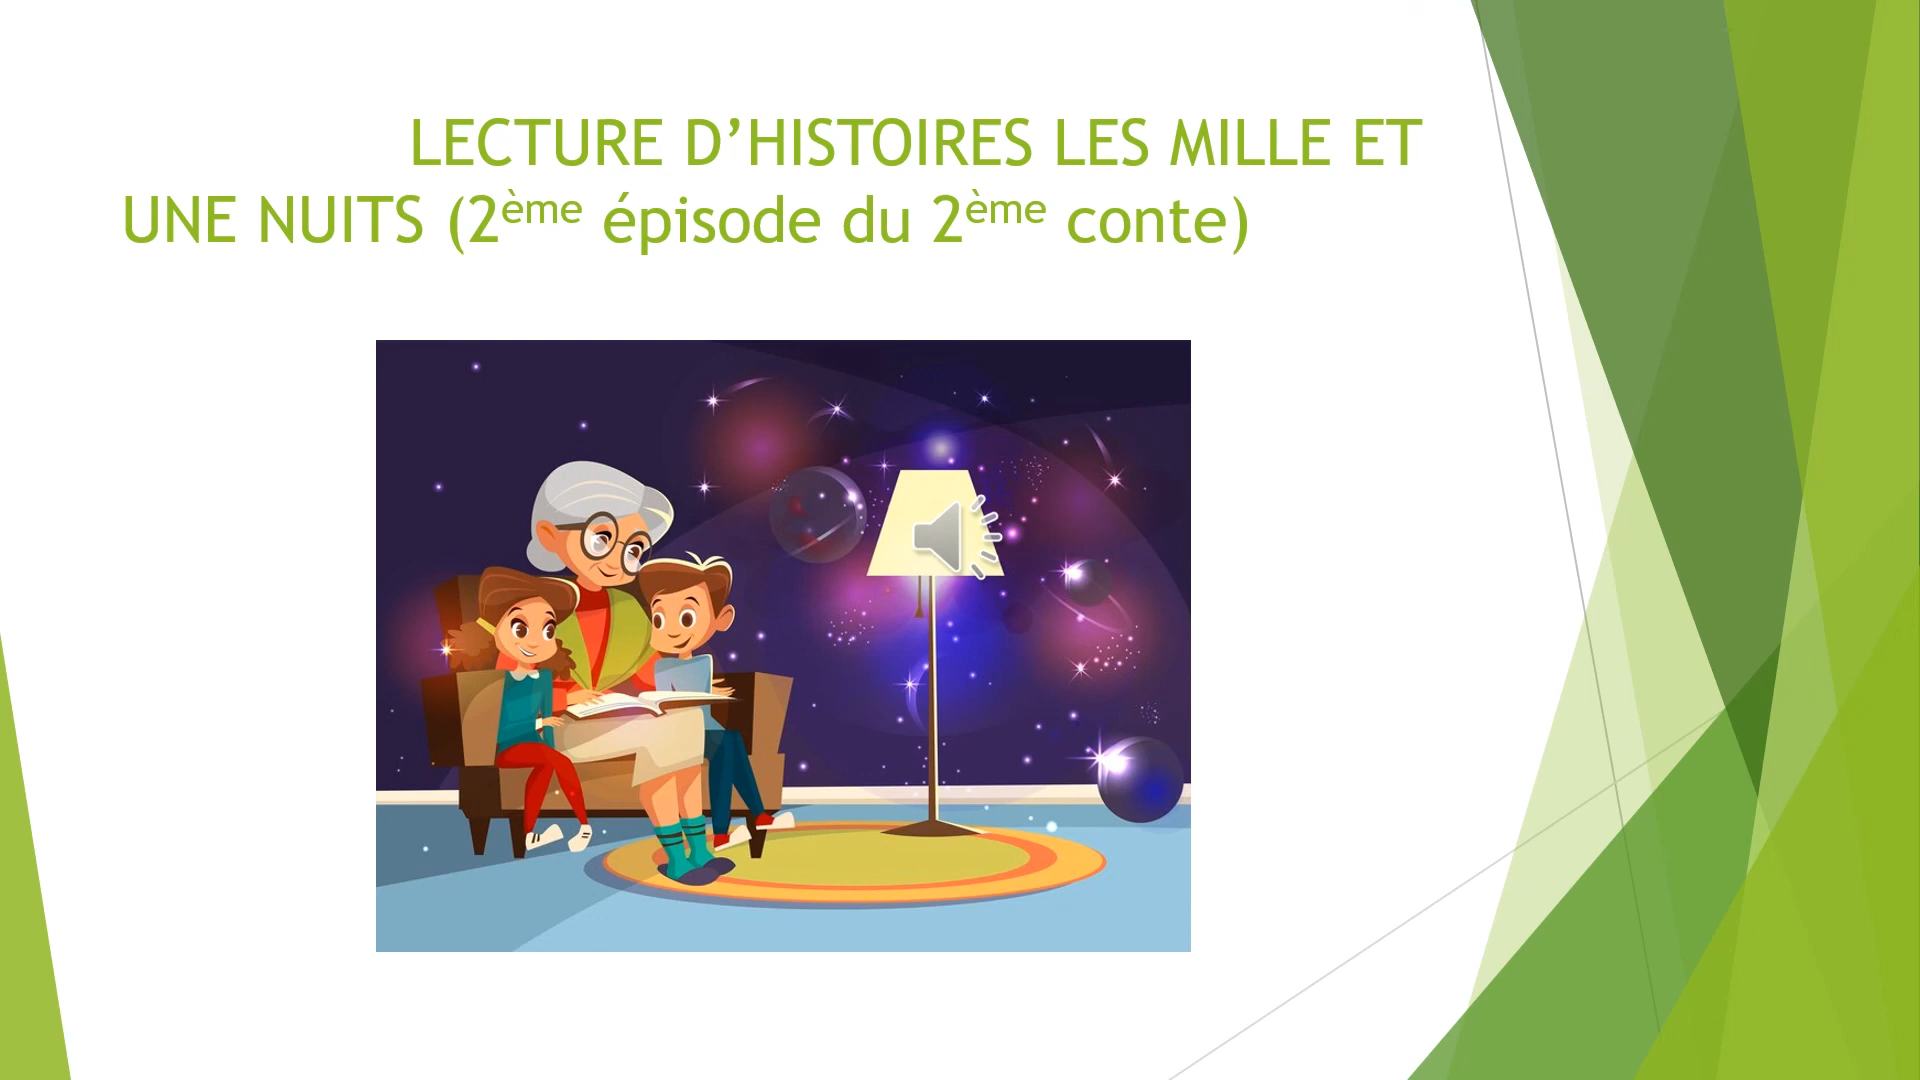 LECTURE D’HISTOIRES LES MILLE ET
UNE NUITS (2ème épisode du 2ème conte)